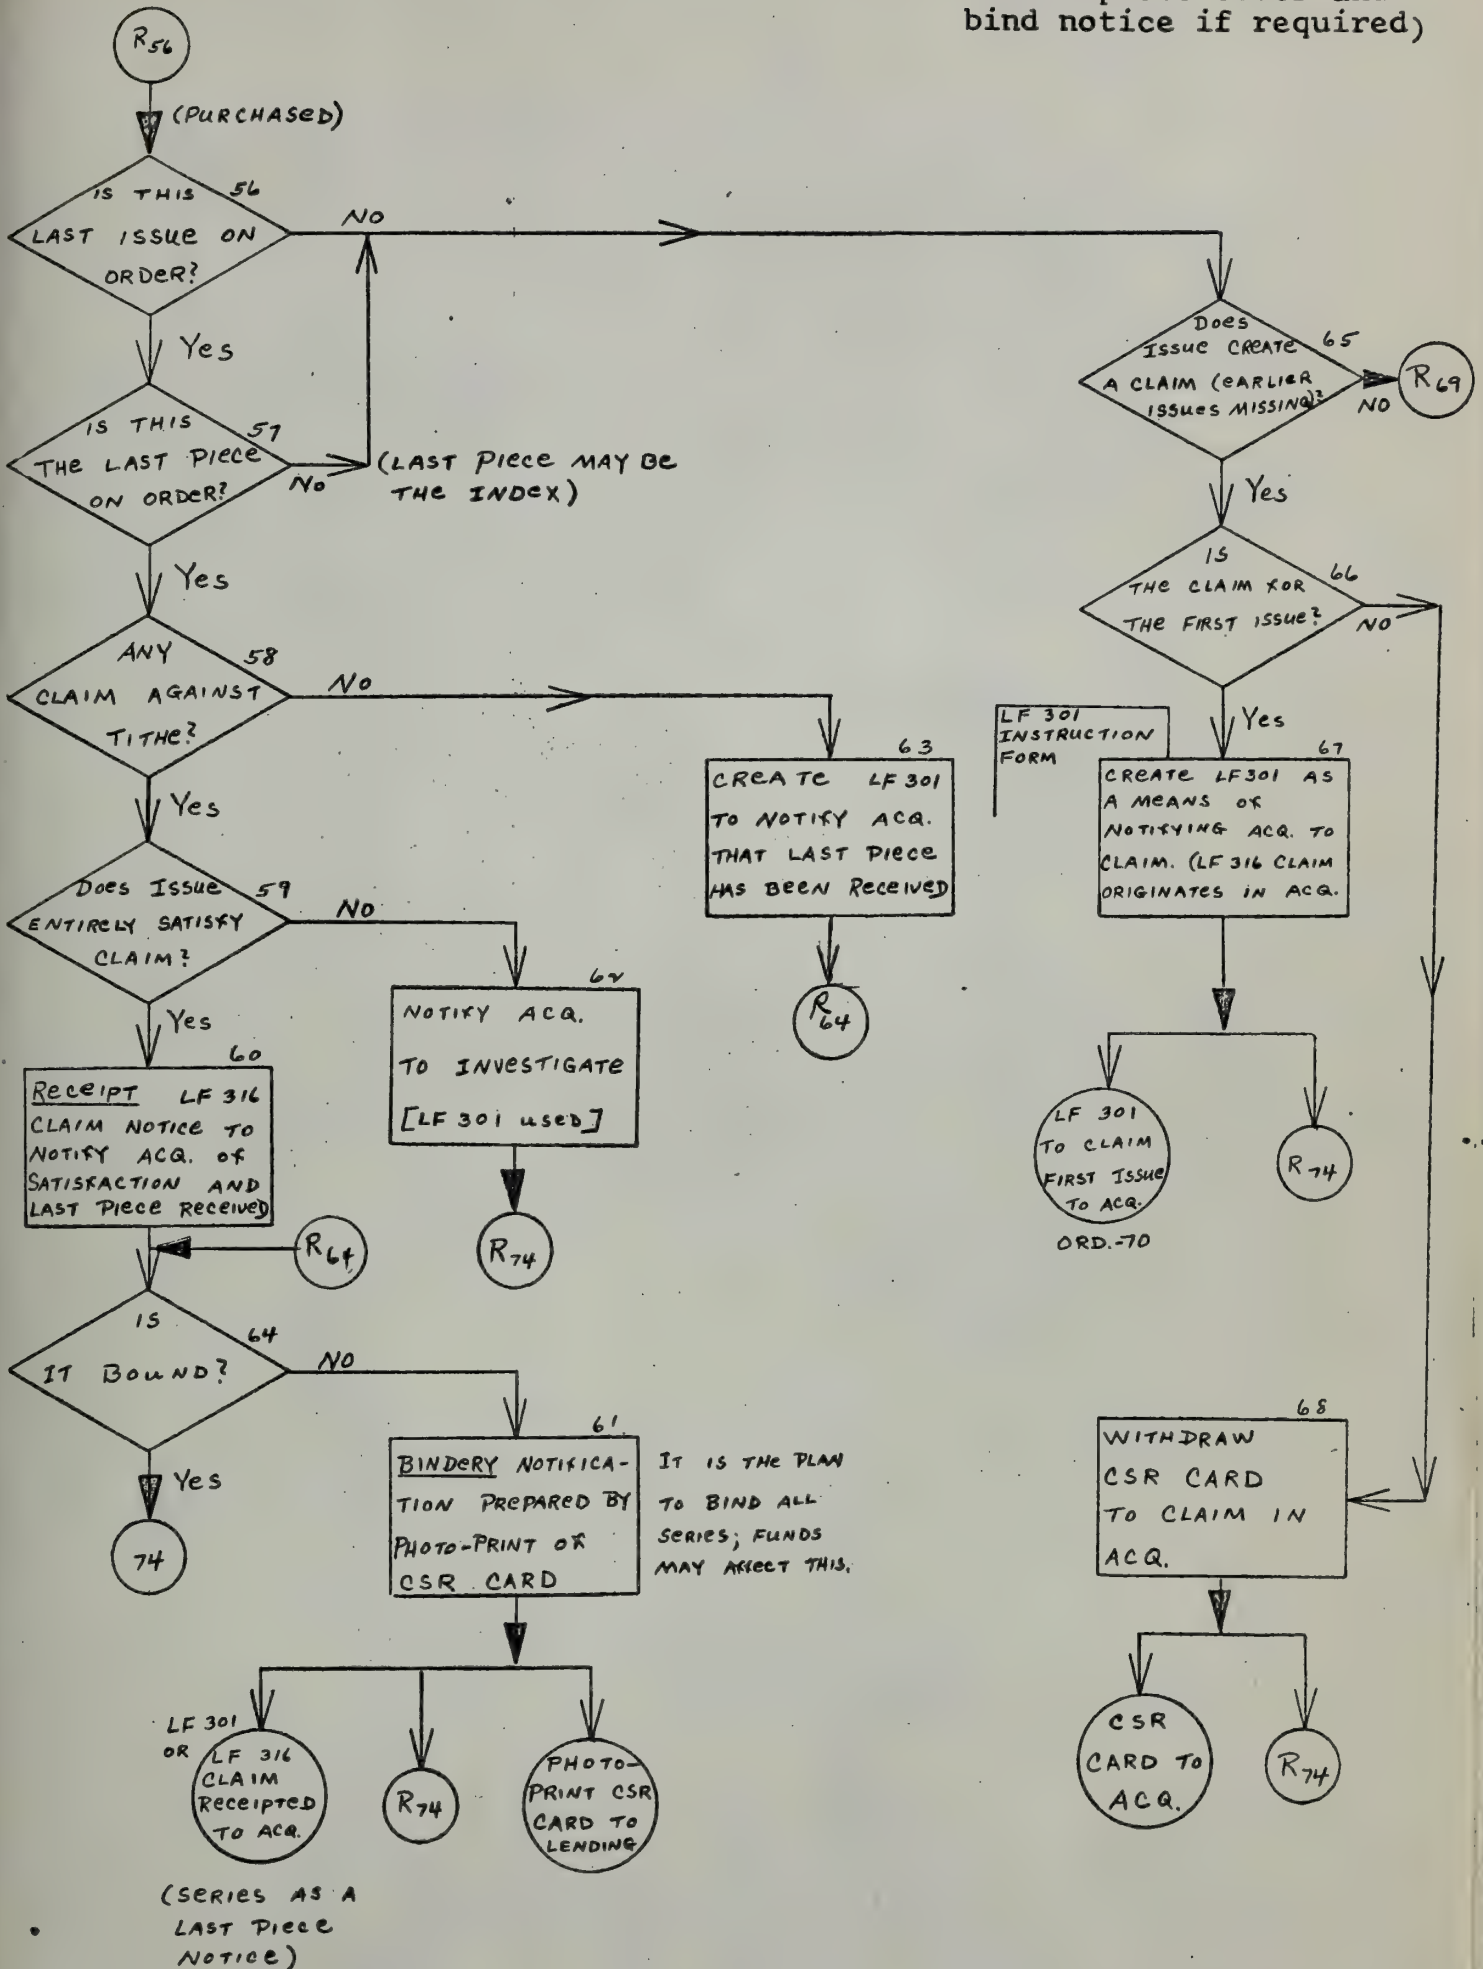 bind notice if required)
R56
(PURCHASED)
56
IS THIS
LAST ISSUE ON
ORDER?
NO
Yes
57
IS THIS
THE LAST PIECE
ON ORDER?
NO
(LAST PIECE MAY BE
THE INDEX)
Yes
58
ANY
CLAIM AGAINST
TITHE?
NO
Yes
59
DOES ISSUE
ENTIRELY SATISFY
CLAIM?
NO
Yes
60
RECEIPT LF 316
CLAIM NOTICE TO
NOTIFY ACQ. OF
SATISFACTION AND
LAST PIECE RECEIVED
R64
62
NOTIFY ACQ.
TO INVESTIGATE
[LF 301 USED]
R74
63
CREATE LF 301
TO NOTIFY ACQ.
THAT LAST PIECE
HAS BEEN RECEIVED
R64
64
IS
IT BOUND?
NO
Yes
74
61
BINDERY NOTIFICA-
TION PREPARED BY
PHOTO-PRINT OF
CSR CARD
IT IS THE PLAN
TO BIND ALL
SERIES; FUNDS
MAY AFFECT THIS.
LF 301
OR
LF 316
CLAIM
RECEIPTED
TO ACQ.
(SERIES AS A
LAST PIECE
NOTICE)
R74
PHOTO-
PRINT CSR
CARD TO
LENDING
65
DOES
ISSUE CREATE
A CLAIM (EARLIER
ISSUES MISSING)?
NO
R69
Yes
66
IS
THE CLAIM FOR
THE FIRST ISSUE?
NO
Yes
LF 301
INSTRUCTION
FORM
67
CREATE LF301 AS
A MEANS OF
NOTIFYING ACQ. TO
CLAIM. (LF 316 CLAIM
ORIGINATES IN ACQ.
LF 301
TO CLAIM
FIRST ISSUE
TO ACQ.
ORD.-70
R74
68
WITHDRAW
CSR CARD
TO CLAIM IN
ACQ.
CSR
CARD TO
ACQ.
R74